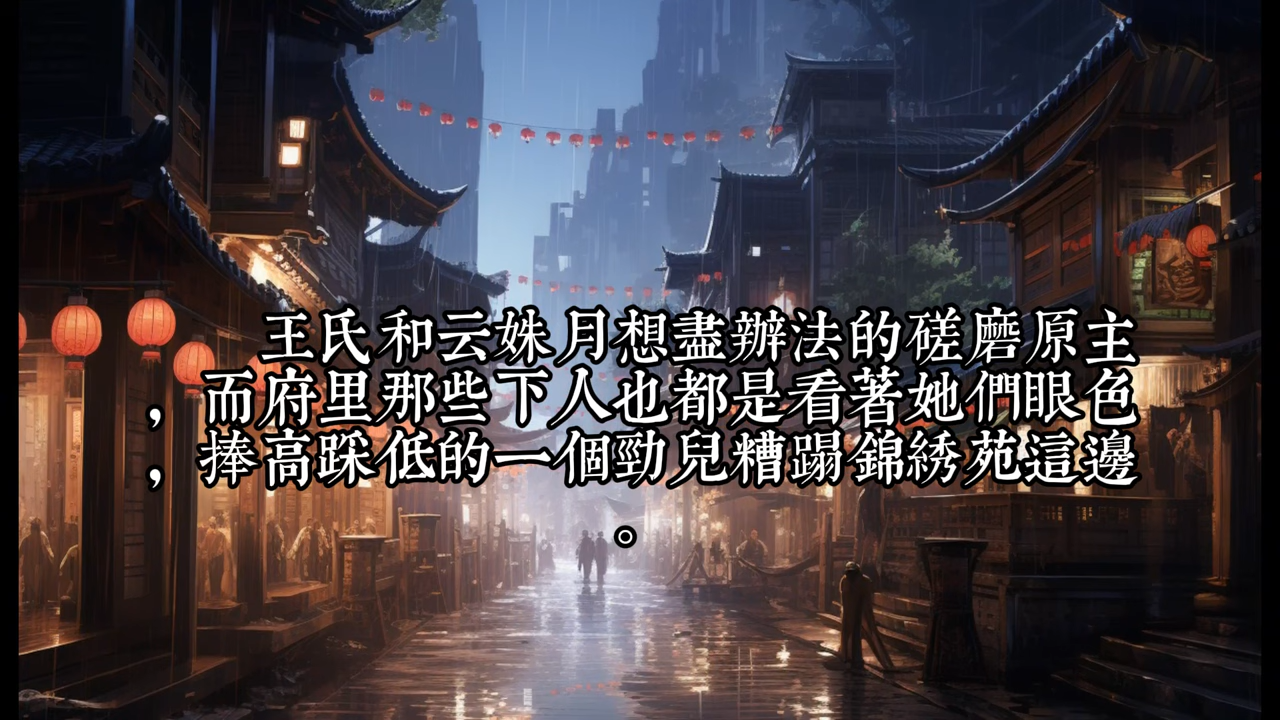 王氏和云姝月想盡辦法的磋磨原主
，而府里那些下人也都是看著她們眼色
，捧高踩低的一個勁兒糟蹋錦綉苑這邊
。